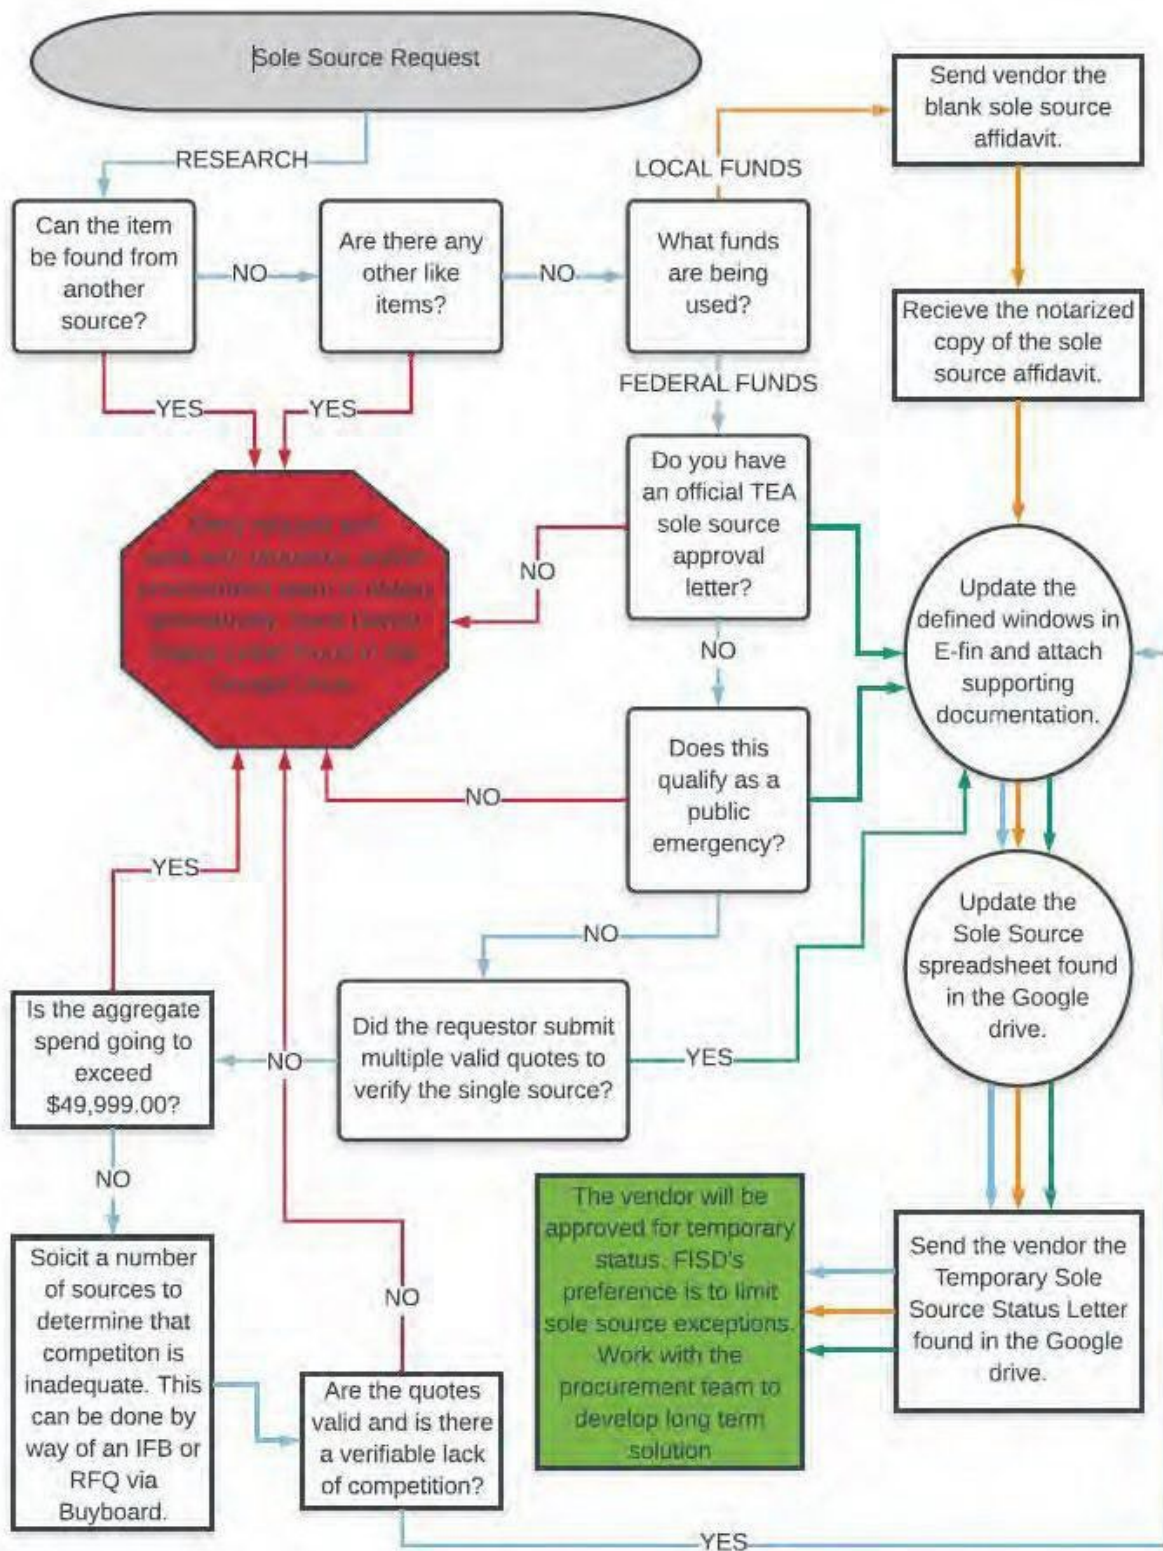 Sole Source Request
RESEARCH
Can the item
be found from
another
source?
NO
Are there any
other like
items?
NO
What funds
are being
used?
LOCAL FUNDS
Send vendor the
blank sole source
affidavit.
Recieve the notarized
copy of the sole
source affidavit.
YES
YES
FEDERAL FUNDS
Do you have
an official TEA
sole source
approval
letter?
NO
NO
Update the
defined windows in
E-fin and attach
supporting
documentation.
Does this
qualify as a
public
emergency?
NO
NO
YES
Update the
Sole Source
spreadsheet found
in the Google
drive.
Is the aggregate
spend going to
exceed
$49,999.00?
NO
Did the requestor submit
multiple valid quotes to
verify the single source?
YES
NO
Soicit a number
of sources to
determine that
competiton is
inadequate. This
can be done by
way of an IFB or
RFQ via
Buyboard.
NO
Are the quotes
valid and is there
a verifiable lack
of competition?
YES
The vendor will be
approved for temporary
status. FISD's
preference is to limit
sole source exceptions.
Work with the
procurement team to
develop long term
solution
Send the vendor the
Temporary Sole
Source Status Letter
found in the Google
drive.